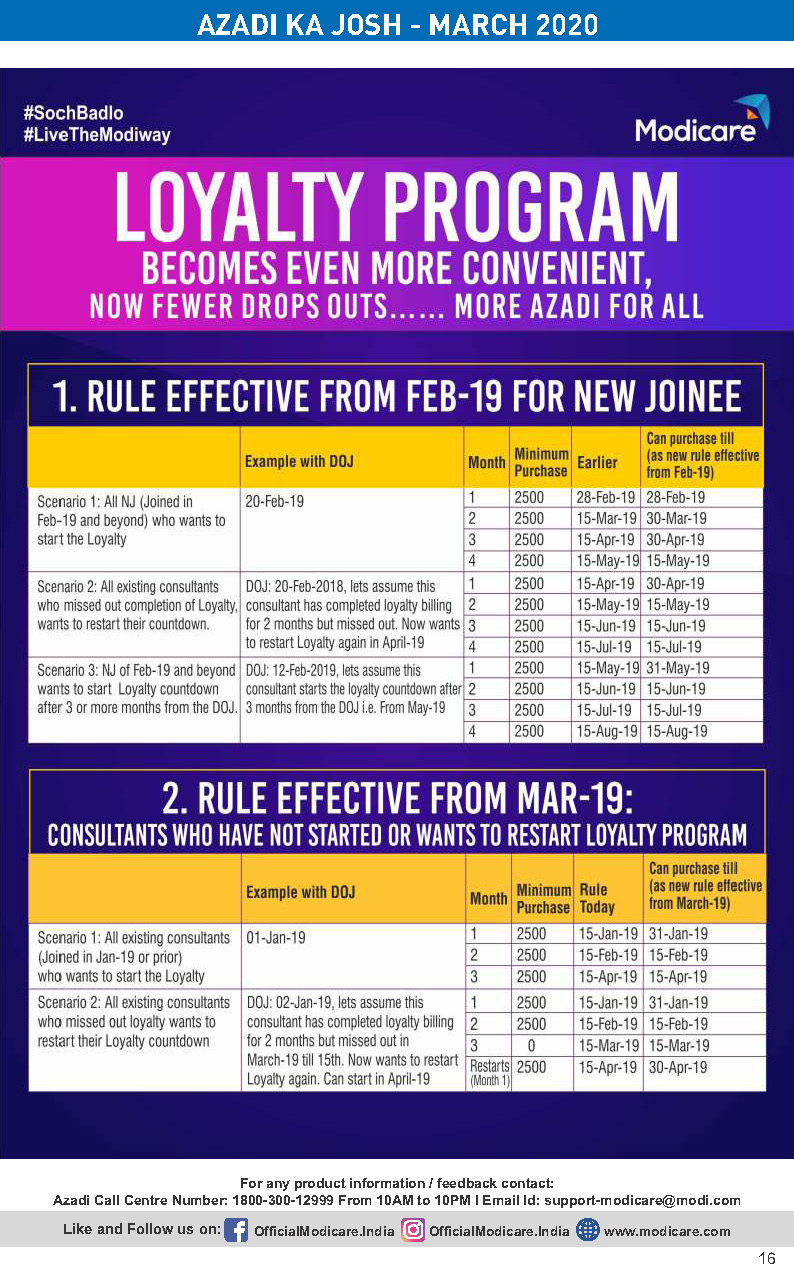 AZADI KA JOSH - MARCH 2020
#SochBadlo
#LiveTheModiway
Modicare
LOYALTY PROGRAM
BECOMES EVEN MORE CONVENIENT,
NOW FEWER DROPS OUTS...... MORE AZADI FOR ALL
1. RULE EFFECTIVE FROM FEB-19 FOR NEW JOINEE
Example with DOJ Month Minimum Purchase Earlier Can purchase till (as new rule effective from Feb-19)
Scenario 1: All NJ (Joined in 20-Feb-19 1 2500 28-Feb-19 28-Feb-19
Feb-19 and beyond) who wants to 2 2500 15-Mar-19 30-Mar-19
start the Loyalty 3 2500 15-Apr-19 30-Apr-19
4 2500 15-May-19 15-May-19
Scenario 2: All existing consultants DOJ: 20-Feb-2018, lets assume this 1 2500 15-Apr-19 30-Apr-19
who missed out completion of Loyalty, consultant has completed loyalty billing 2 2500 15-May-19 15-May-19
wants to restart their countdown. for 2 months but missed out. Now wants 3 2500 15-Jun-19 15-Jun-19
to restart Loyalty again in April-19 4 2500 15-Jul-19 15-Jul-19
Scenario 3: NJ of Feb-19 and beyond DOJ: 12-Feb-2019, lets assume this 1 2500 15-May-19 31-May-19
wants to start Loyalty countdown consultant starts the loyalty countdown after 2 2500 15-Jun-19 15-Jun-19
after 3 or more months from the DOJ. 3 months from the DOJ i.e. From May-19 3 2500 15-Jul-19 15-Jul-19
4 2500 15-Aug-19 15-Aug-19
2. RULE EFFECTIVE FROM MAR-19:
CONSULTANTS WHO HAVE NOT STARTED OR WANTS TO RESTART LOYALTY PROGRAM
Example with DOJ Month Minimum Purchase Rule Today Can purchase till (as new rule effective from March-19)
Scenario 1: All existing consultants 01-Jan-19 1 2500 15-Jan-19 31-Jan-19
(Joined in Jan-19 or prior) 2 2500 15-Feb-19 15-Feb-19
who wants to start the Loyalty 3 2500 15-Apr-19 15-Apr-19
Scenario 2: All existing consultants DOJ: 02-Jan-19, lets assume this 1 2500 15-Jan-19 31-Jan-19
who missed out loyalty wants to consultant has completed loyalty billing 2 2500 15-Feb-19 15-Feb-19
restart their Loyalty countdown for 2 months but missed out in 3 0 15-Mar-19 15-Mar-19
March-19 till 15th. Now wants to restart Restarts 2500 15-Apr-19 30-Apr-19
Loyalty again. Can start in April-19 (Month 1)
For any product information / feedback contact:
Azadi Call Centre Number: 1800-300-12999 From 10AM to 10PM I Email Id: support-modicare@modi.com
Like and Follow us on: OfficialModicare.India OfficialModicare.India www.modicare.com
16